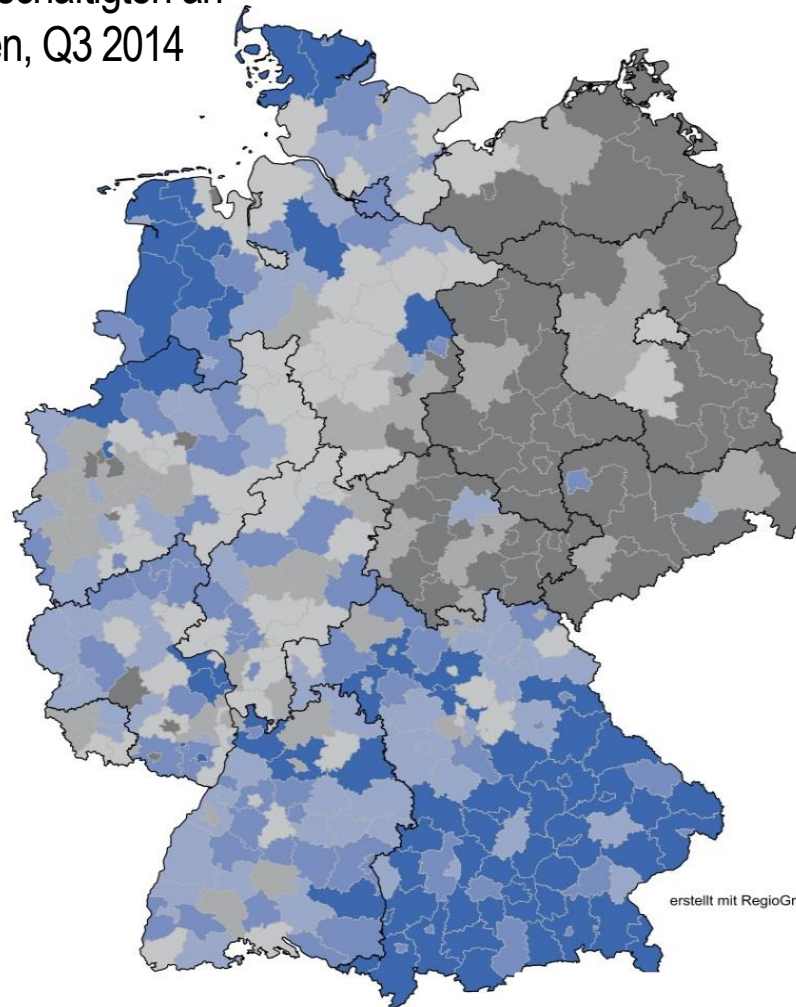 schäftigten an
en, Q3 2014
erstellt mit RegioGr